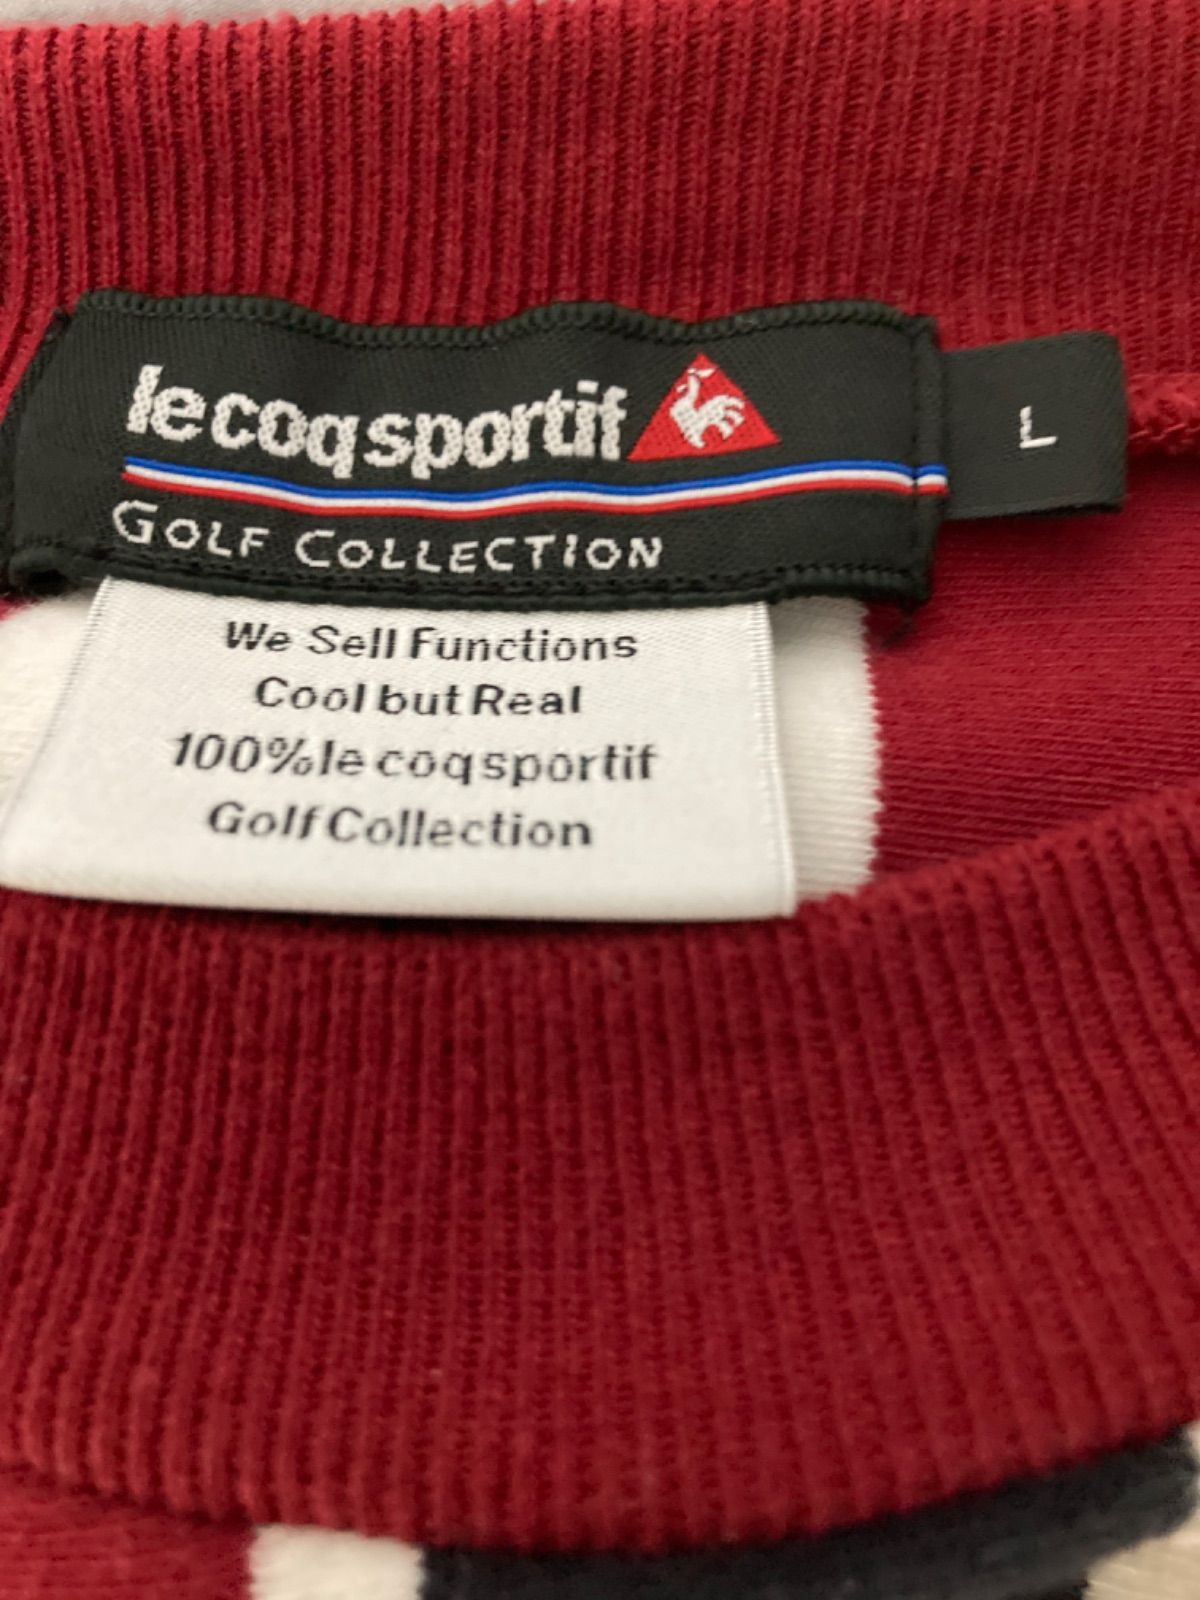 le coq sportif
L
GOLF COLLECTION
We Sell Functions
Cool but Real
100% le coq sportif
Golf Collection